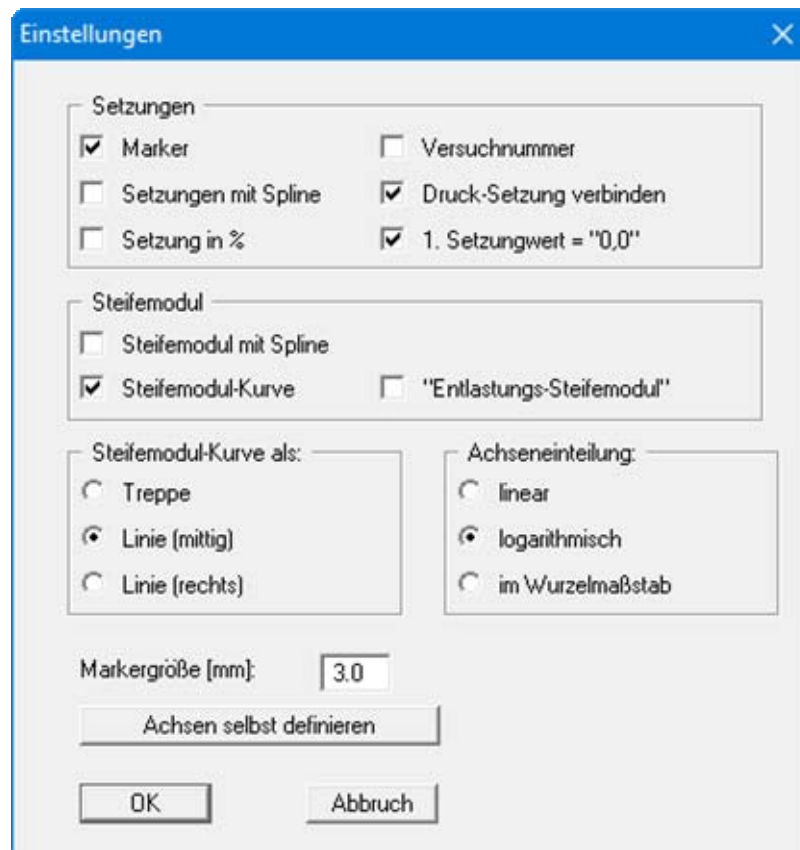 Einstellungen
Setzungen
Marker
Versuchnummer
Setzungen mit Spline
Druck-Setzung verbinden
Setzung in %
1. Setzungwert = "0,0"
Steifemodul
Steifemodul mit Spline
Steifemodul-Kurve
"Entlastungs-Steifemodul"
Steifemodul-Kurve als:
Treppe
Linie (mittig)
Linie (rechts)
Achseneinteilung:
linear
logarithmisch
im Wurzelmaßstab
Markergröße [mm]: 3.0
Achsen selbst definieren
OK
Abbruch